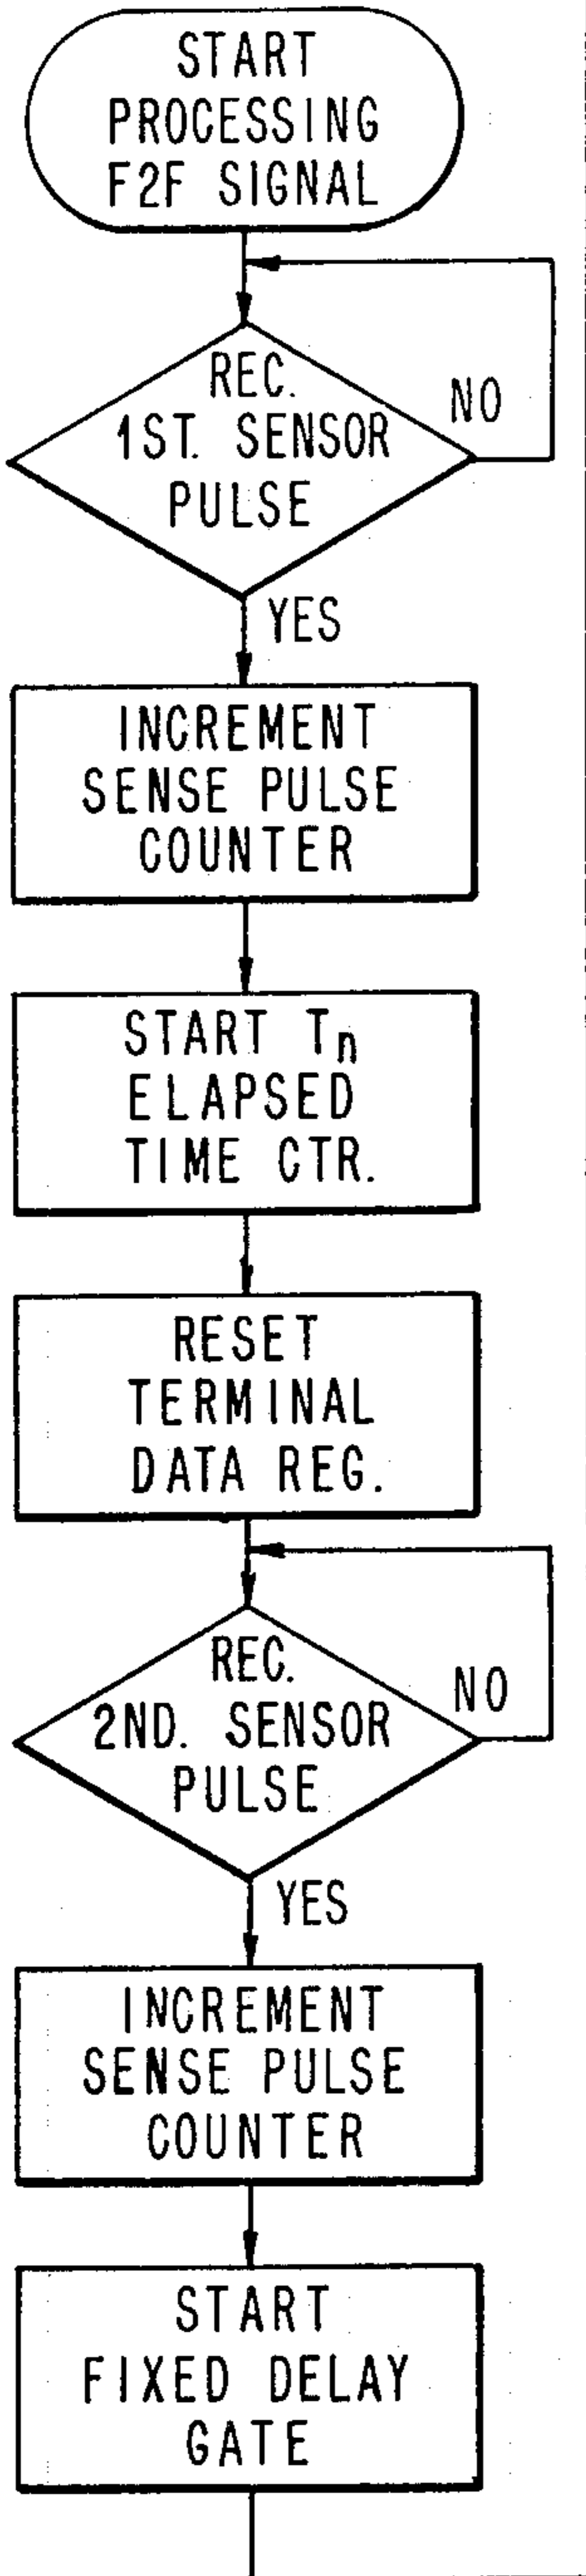 START
PROCESSING
F2F SIGNAL
REC.
1ST. SENSOR
PULSE
NO
YES
INCREMENT
SENSE PULSE
COUNTER
START Tn
ELAPSED
TIME CTR.
RESET
TERMINAL
DATA REG.
REC.
2ND. SENSOR
PULSE
NO
YES
INCREMENT
SENSE PULSE
COUNTER
START
FIXED DELAY
GATE